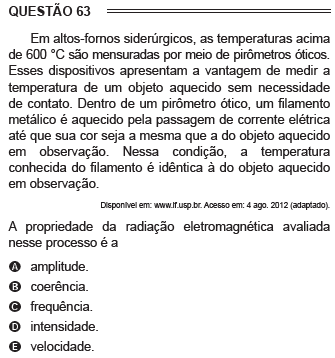 QUESTÃO 63
Em altos-fornos siderúrgicos, as temperaturas acima
de 600 °C são mensuradas por meio de pirômetros óticos.
Esses dispositivos apresentam a vantagem de medir a
temperatura de um objeto aquecido sem necessidade
de contato. Dentro de um pirômetro ótico, um filamento
metálico é aquecido pela passagem de corrente elétrica
até que sua cor seja a mesma que a do objeto aquecido
em observação. Nessa condição, a temperatura
conhecida do filamento é idêntica à do objeto aquecido
em observação.
Disponível em: www.if.usp.br. Acesso em: 4 ago. 2012 (adaptado).
A propriedade da radiação eletromagnética avaliada
nesse processo é a
A amplitude.
B coerência.
C frequência.
D intensidade.
E velocidade.